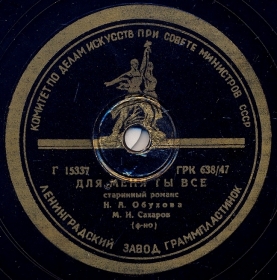 КОМИТЕТ ПО ДЕЛАМ ИСКУССТВ ПРИ СОВЕТЕ МИНИСТРОВ СССР
Г 15337 ГРК 638/47
ДЛЯ МЕНЯ ТЫ ВСЕ
старинный романс
Н. А. Обухова
М. И. Сахаров
(ф-но)
ЛЕНИНГРАДСКИЙ ЗАВОД ГРАММПЛАСТИНОК